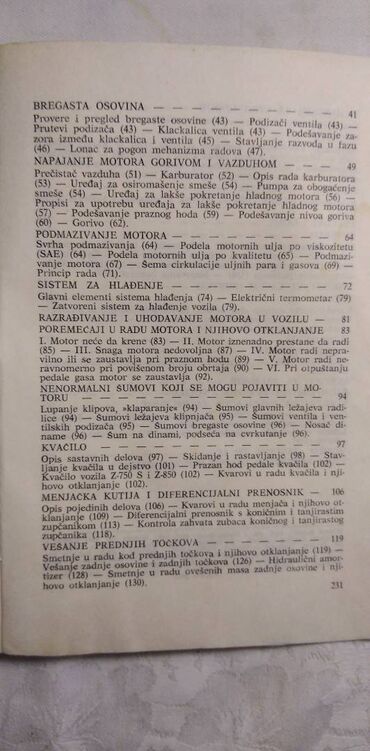 BREGASTA OSOVINA — — — — — — — — — 41
Provere i pregled bregaste osovine (43) — Podizači ventila (43) —
Prutevi podizača (43) — Klackalica ventila (43) — Podešavanje za-
zora između klackalica i ventila (45) — Stavljanje razvoda u fazu
(46) — Lonac za pogon mehanizma radova (47).
NAPAJANJE MOTORA GORIVOM I VAZDUHOM — — 49
Prečistač vazduha (51) — Karburator (52) — Opis rada karburatora
(53) — Uređaj za osiromašenje smeše (54) — Pumpa za obogaćenje
smeše (54) — Uređaj za lakše pokretanje hladnog motora (56) —
Propisi za upotrebu uređaja za lakše pokretanje hladnog motora
(57) — Podešavanje praznog hoda (59) — Podešavanje nivoa goriva
(60) — Gorivo (62).
PODMAZIVANJE MOTORA — — — — — — — — 64
Svrha podmazivanja (64) — Podela motornih ulja po viskozitetu
(SAE) (64) — Podela motornih ulja po kvalitetu (65) — Podmazi-
vanje motora (67) — Šema cirkulacije uljnih para i gasova (69) —
Princip rada (71).
SISTEM ZA HLAĐENJE — — — — — — — — 72
Glavni elementi sistema hlađenja (74) — Električni termometar (79)
— Zatvoreni sistem za hlađenje vozila (79).
RAZRAĐIVANJE I UHODAVANJE MOTORA U VOZILU — 81
POREMEĆAJI U RADU MOTORA I NJIHOVO OTKLANJANJE 83
I. Motor neće da krene (83) — II. Motor iznenadno prestane da radi
(85) — III. Snaga motora nedovoljna (87) — IV. Motor radi nepra-
vilno ili se zaustavlja pri praznom hodu (89) — V. Motor radi ne-
ravnomerno pri povišenom broju obrtaja (90) — VI. Pri otpuštanju
pedale gasa motor se zaustavlja (92).
NENORMALNI ŠUMOVI KOJI SE MOGU POJAVITI U MO-
TORU — — — — — — — — — — — — — 94
Lupanje klipova, »klapsaranje« (94) — Šumovi glavnih ležajeva radi-
lice (94) — Šumovi ležajeva klipnjača (95) — Šumovi ventila i ven-
tilskih podizača (95) — Šumovi bregaste osovine (96) — Nosač di-
name (96) — Šum na dinami, podseća na cvrkutanje (96).
KVAČILO — — — — — — — — — — — 97
Opis sastavnih delova (97) — Skidanje i rastavljanje (98) — Stav-
ljanje kvačila u dejstvo (101) — Prazan hod pedale kvačila (102) —
Kvačilo vozila Z-750 S i Z-850 (102) — Kvarovi u radu kvačila i nji-
hovo otklanjanje (102).
MENJAČKA KUTIJA I DIFERENCIJALNI PRENOSNIK — 106
Opis pojedinih delova (106) — Kvarovi u radu menjača i njihovo ot-
klanjanje (109) — Diferencijalni prenosnik s koničnim i tanjirastim
zupčanikom (113) — Kontrola zahvata zubaca koničnog i tanjirastog
zupčanika (118).
VEŠANJE PREDNJIH TOČKOVA — — — — — — 119
Smetnje u radu kod prednjih točkova i njihovo otklanjanje (119) —
Vešanje zadnje osovine i zadnjih točkova (126) — Hidraulični amor-
tizer (128) — Smetnje u radu ovešenih masa zadnje osovine i nji-
hovo otklanjanje (130).
231